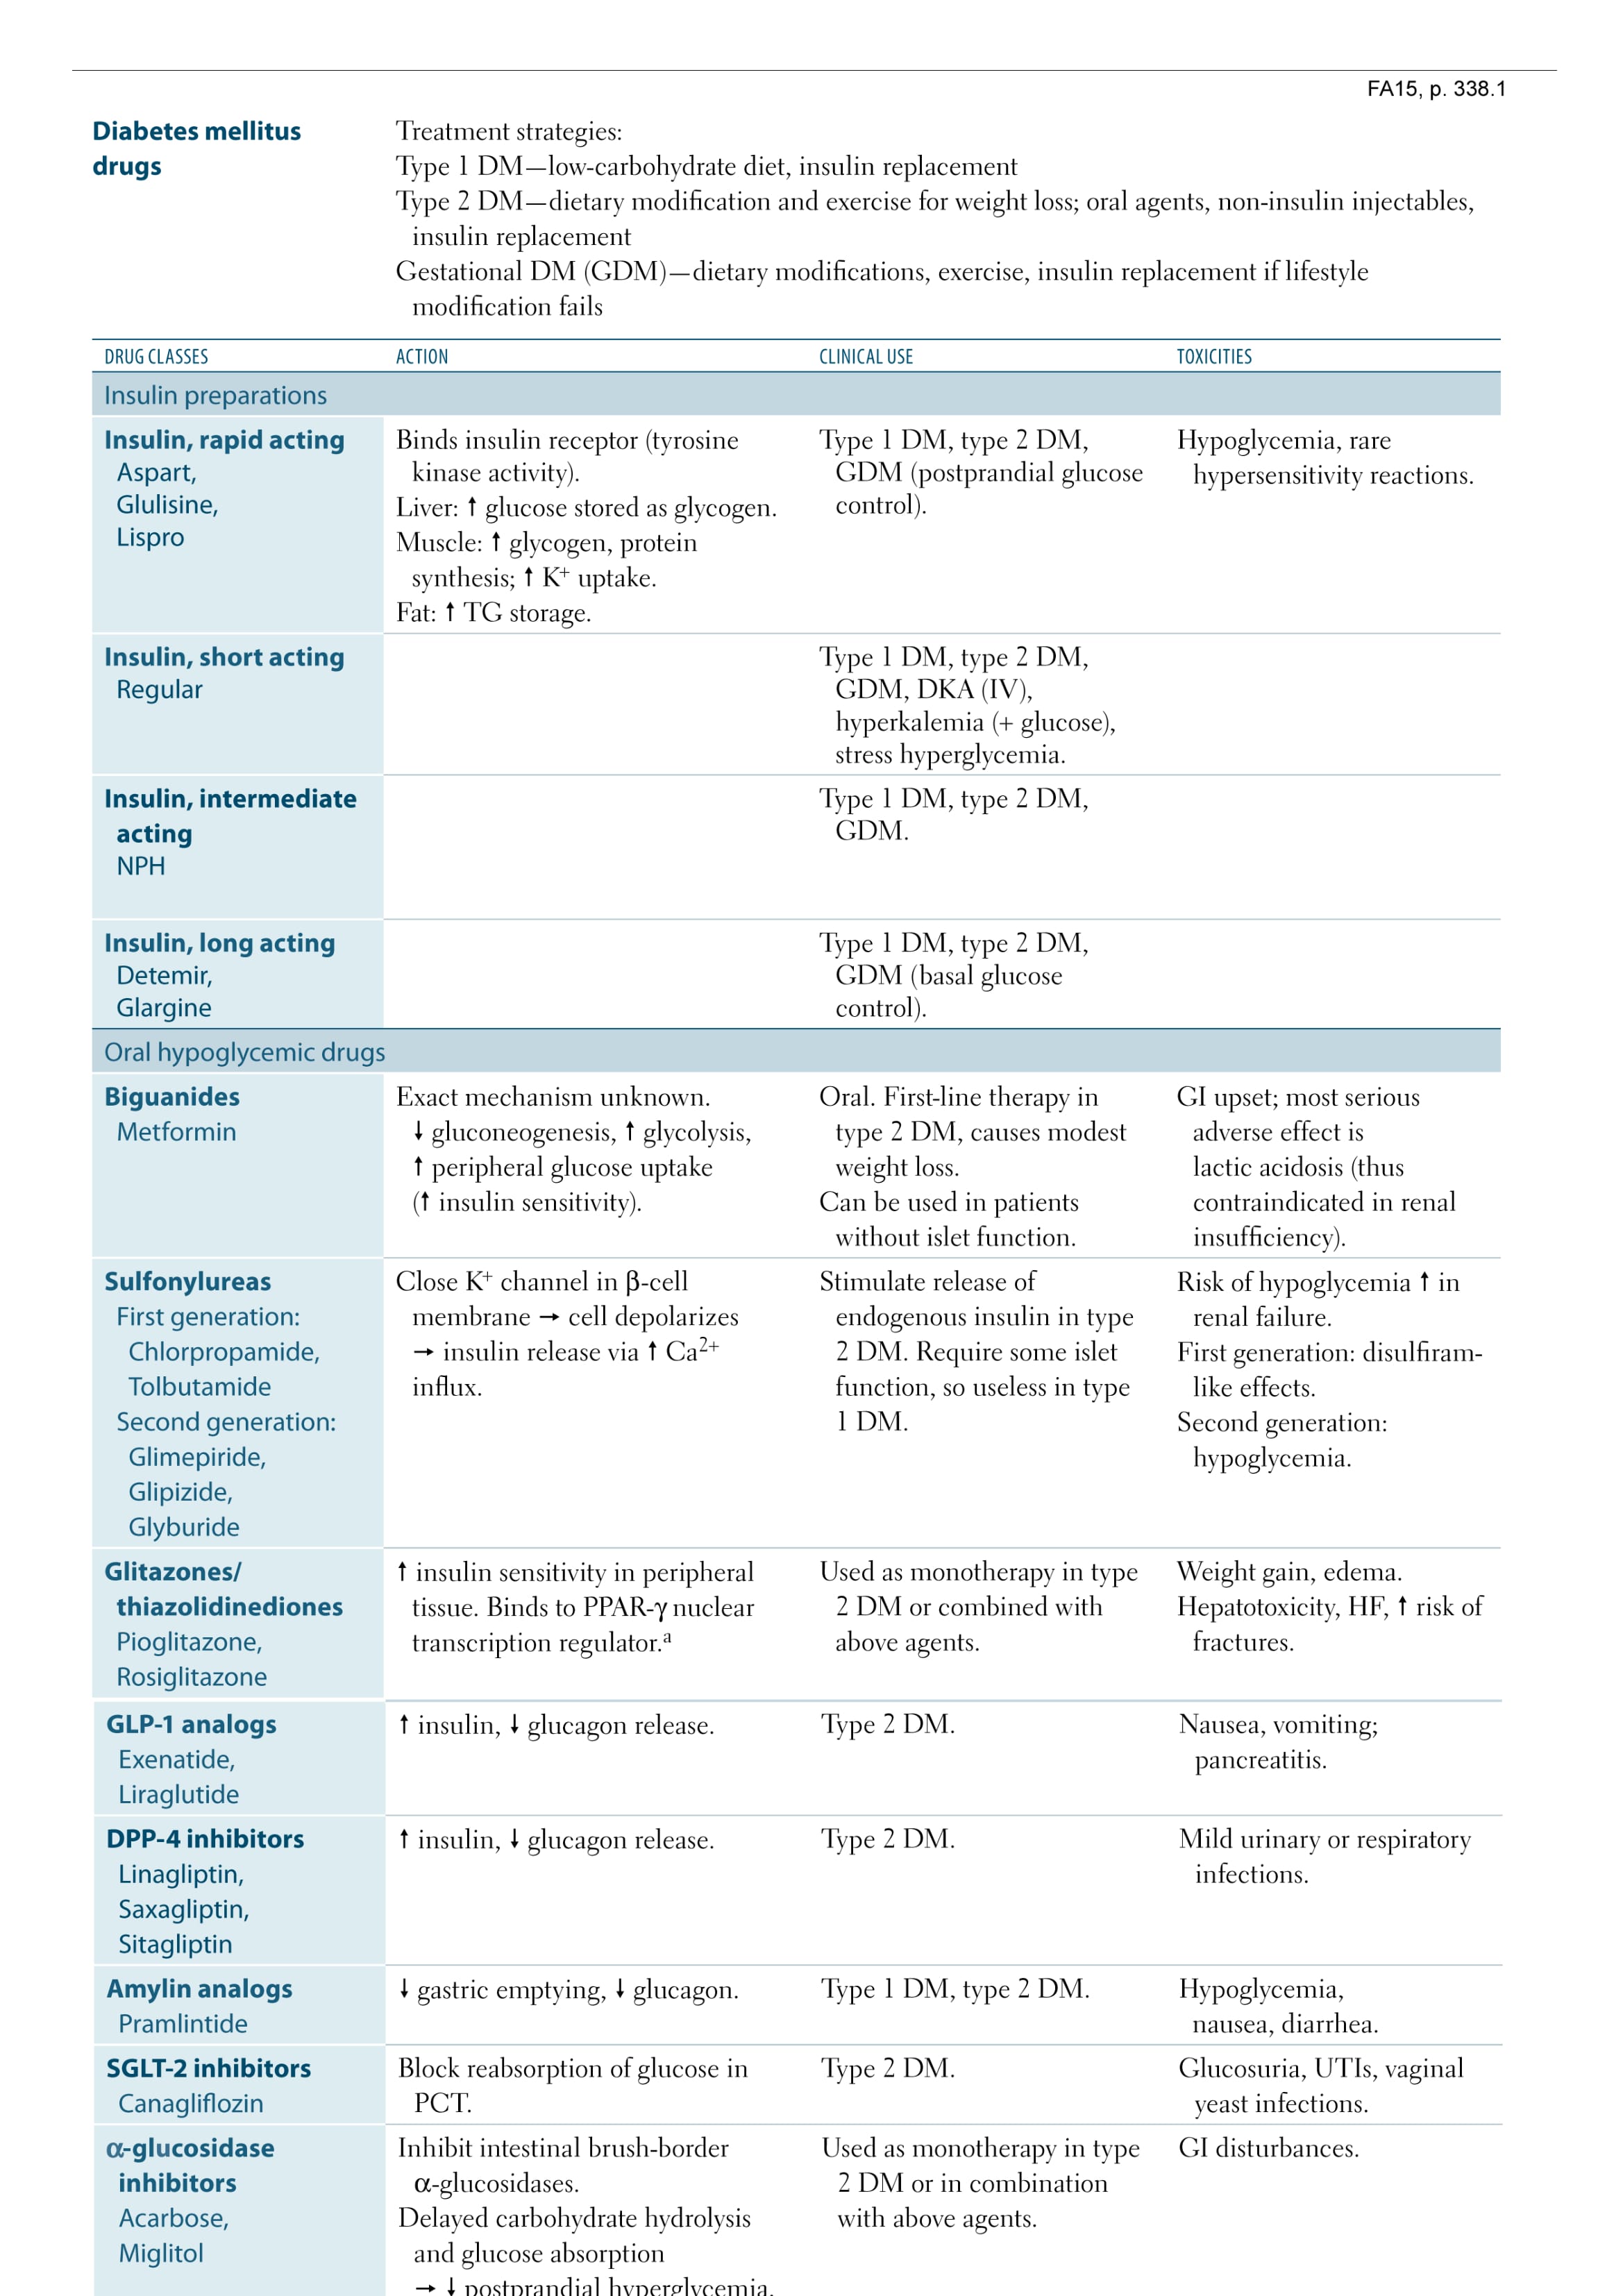 FA15, p. 338.1
Diabetes mellitus
drugs
Treatment strategies:
Type 1 DM—low-carbohydrate diet, insulin replacement
Type 2 DM—dietary modification and exercise for weight loss; oral agents, non-insulin injectables,
insulin replacement
Gestational DM (GDM)—dietary modifications, exercise, insulin replacement if lifestyle
modification fails
DRUG CLASSES
ACTION
CLINICAL USE
TOXICITIES
Insulin preparations
Insulin, rapid acting
Aspart,
Glulisine,
Lispro
Binds insulin receptor (tyrosine
kinase activity).
Liver: ↑ glucose stored as glycogen.
Muscle: ↑ glycogen, protein
synthesis; ↑ K⁺ uptake.
Fat: ↑ TG storage.
Type 1 DM, type 2 DM,
GDM (postprandial glucose
control).
Hypoglycemia, rare
hypersensitivity reactions.
Insulin, short acting
Regular
Type 1 DM, type 2 DM,
GDM, DKA (IV),
hyperkalemia (+ glucose),
stress hyperglycemia.
Insulin, intermediate
acting
NPH
Type 1 DM, type 2 DM,
GDM.
Insulin, long acting
Detemir,
Glargine
Type 1 DM, type 2 DM,
GDM (basal glucose
control).
Oral hypoglycemic drugs
Biguanides
Metformin
Exact mechanism unknown.
↓ gluconeogenesis, ↑ glycolysis,
↑ peripheral glucose uptake
(↑ insulin sensitivity).
Oral. First-line therapy in
type 2 DM, causes modest
weight loss.
Can be used in patients
without islet function.
GI upset; most serious
adverse effect is
lactic acidosis (thus
contraindicated in renal
insufficiency).
Sulfonylureas
First generation:
Chlorpropamide,
Tolbutamide
Second generation:
Glimepiride,
Glipizide,
Glyburide
Close K⁺ channel in β-cell
membrane → cell depolarizes
→ insulin release via ↑ Ca²⁺
influx.
Stimulate release of
endogenous insulin in type
2 DM. Require some islet
function, so useless in type
1 DM.
Risk of hypoglycemia ↑ in
renal failure.
First generation: disulfiram-
like effects.
Second generation:
hypoglycemia.
Glitazones/
thiazolidinediones
Pioglitazone,
Rosiglitazone
↑ insulin sensitivity in peripheral
tissue. Binds to PPAR-γ nuclear
transcription regulator.ᵃ
Used as monotherapy in type
2 DM or combined with
above agents.
Weight gain, edema.
Hepatotoxicity, HF, ↑ risk of
fractures.
GLP-1 analogs
Exenatide,
Liraglutide
↑ insulin, ↓ glucagon release.
Type 2 DM.
Nausea, vomiting;
pancreatitis.
DPP-4 inhibitors
Linagliptin,
Saxagliptin,
Sitagliptin
↑ insulin, ↓ glucagon release.
Type 2 DM.
Mild urinary or respiratory
infections.
Amylin analogs
Pramlintide
↓ gastric emptying, ↓ glucagon.
Type 1 DM, type 2 DM.
Hypoglycemia,
nausea, diarrhea.
SGLT-2 inhibitors
Canagliflozin
Block reabsorption of glucose in
PCT.
Type 2 DM.
Glucosuria, UTIs, vaginal
yeast infections.
α-glucosidase
inhibitors
Acarbose,
Miglitol
Inhibit intestinal brush-border
α-glucosidases.
Delayed carbohydrate hydrolysis
and glucose absorption
→ ↓ postprandial hyperglycemia.
Used as monotherapy in type
2 DM or in combination
with above agents.
GI disturbances.